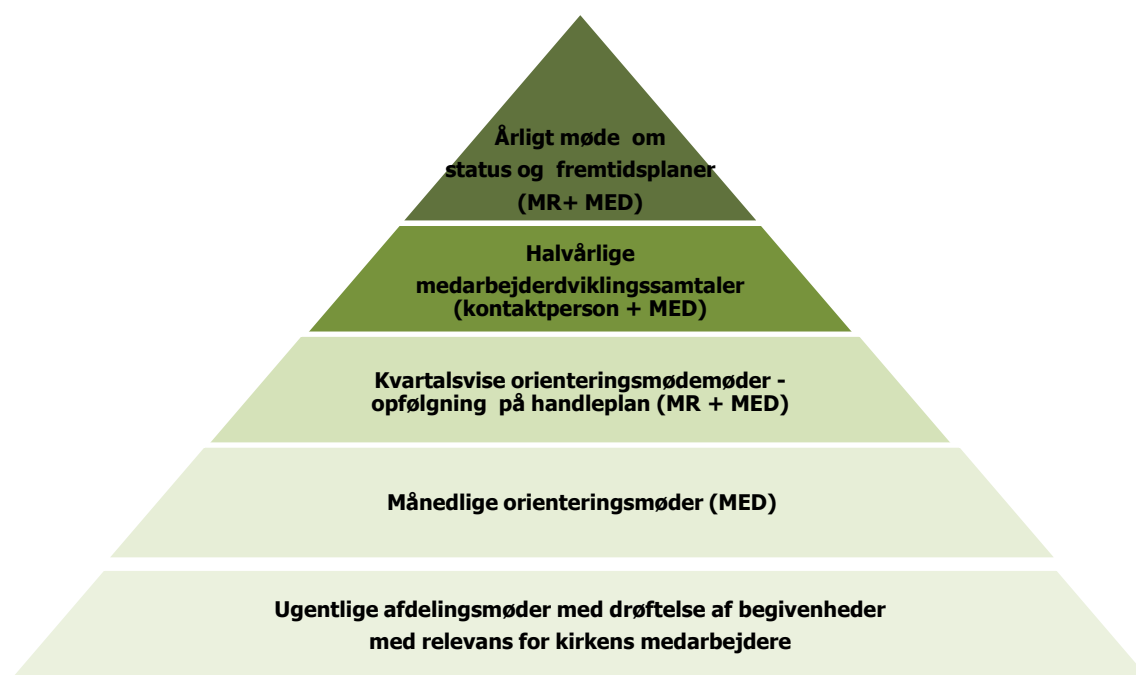 Årligt møde  om
status og  fremtidsplaner
(MR+ MED)
Halvårlige
medarbejderdviklingssamtaler
(kontaktperson + MED)
Kvartalsvise orienteringsmødemøder -
opfølgning  på handleplan (MR + MED)
Månedlige orienteringsmøder (MED)
Ugentlige afdelingsmøder med drøftelse af begivenheder
med relevans for kirkens medarbejdere